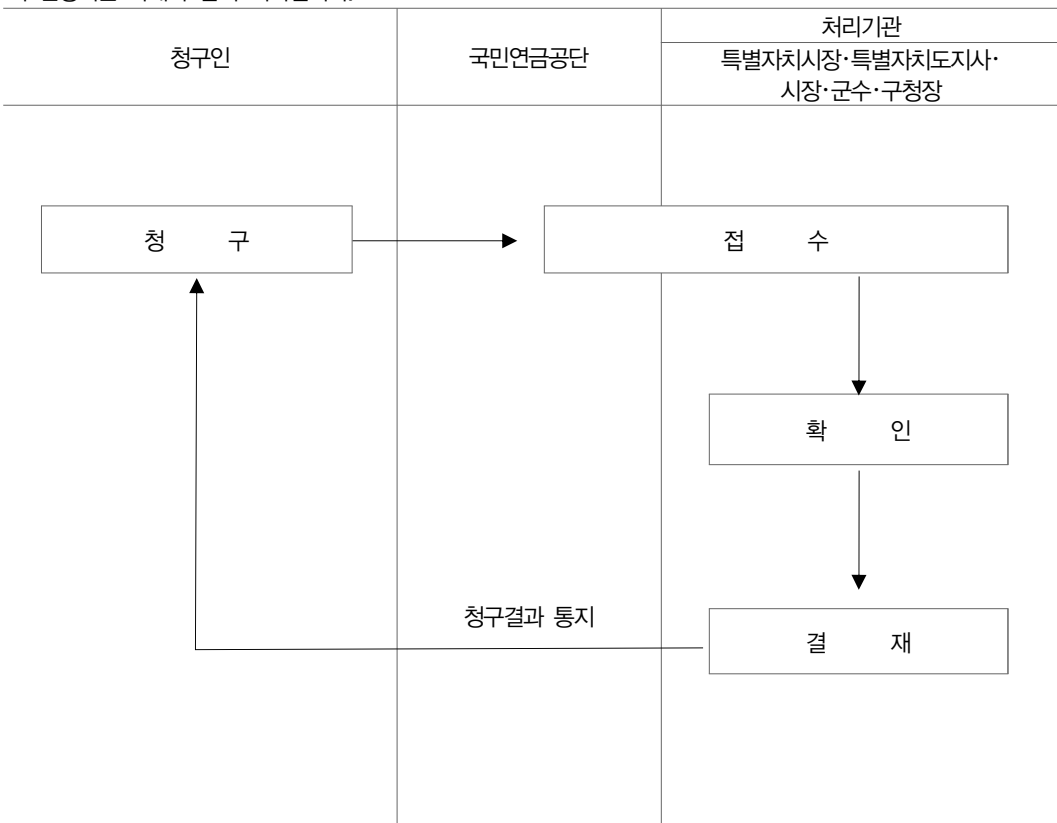 청구인
국민연금공단
처리기관
특별자치시장·특별자치도지사·
시장·군수·구청장
청 구
접 수
확 인
청구결과 통지
결 재